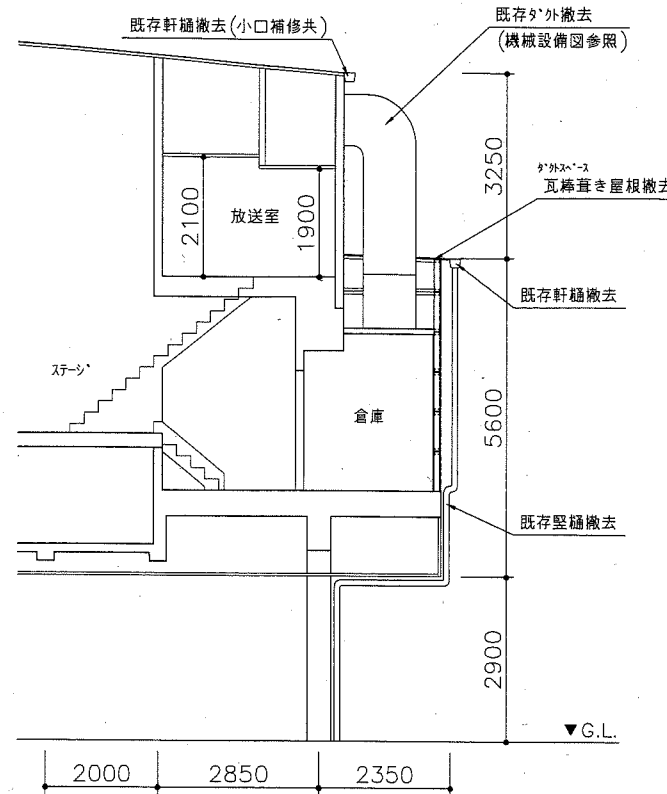 既存軒樋撤去(小口補修共)
既存ﾀﾞｸﾄ撤去
(機械設備図参照)
3250
ﾀﾞｸﾄｽﾍﾟｰｽ
瓦棒葺き屋根撤去
2100
放送室
1900
既存軒樋撤去
ｽﾃｰｼﾞ
倉庫
5600
既存竪樋撤去
2900
▼G.L.
2000
2850
2350